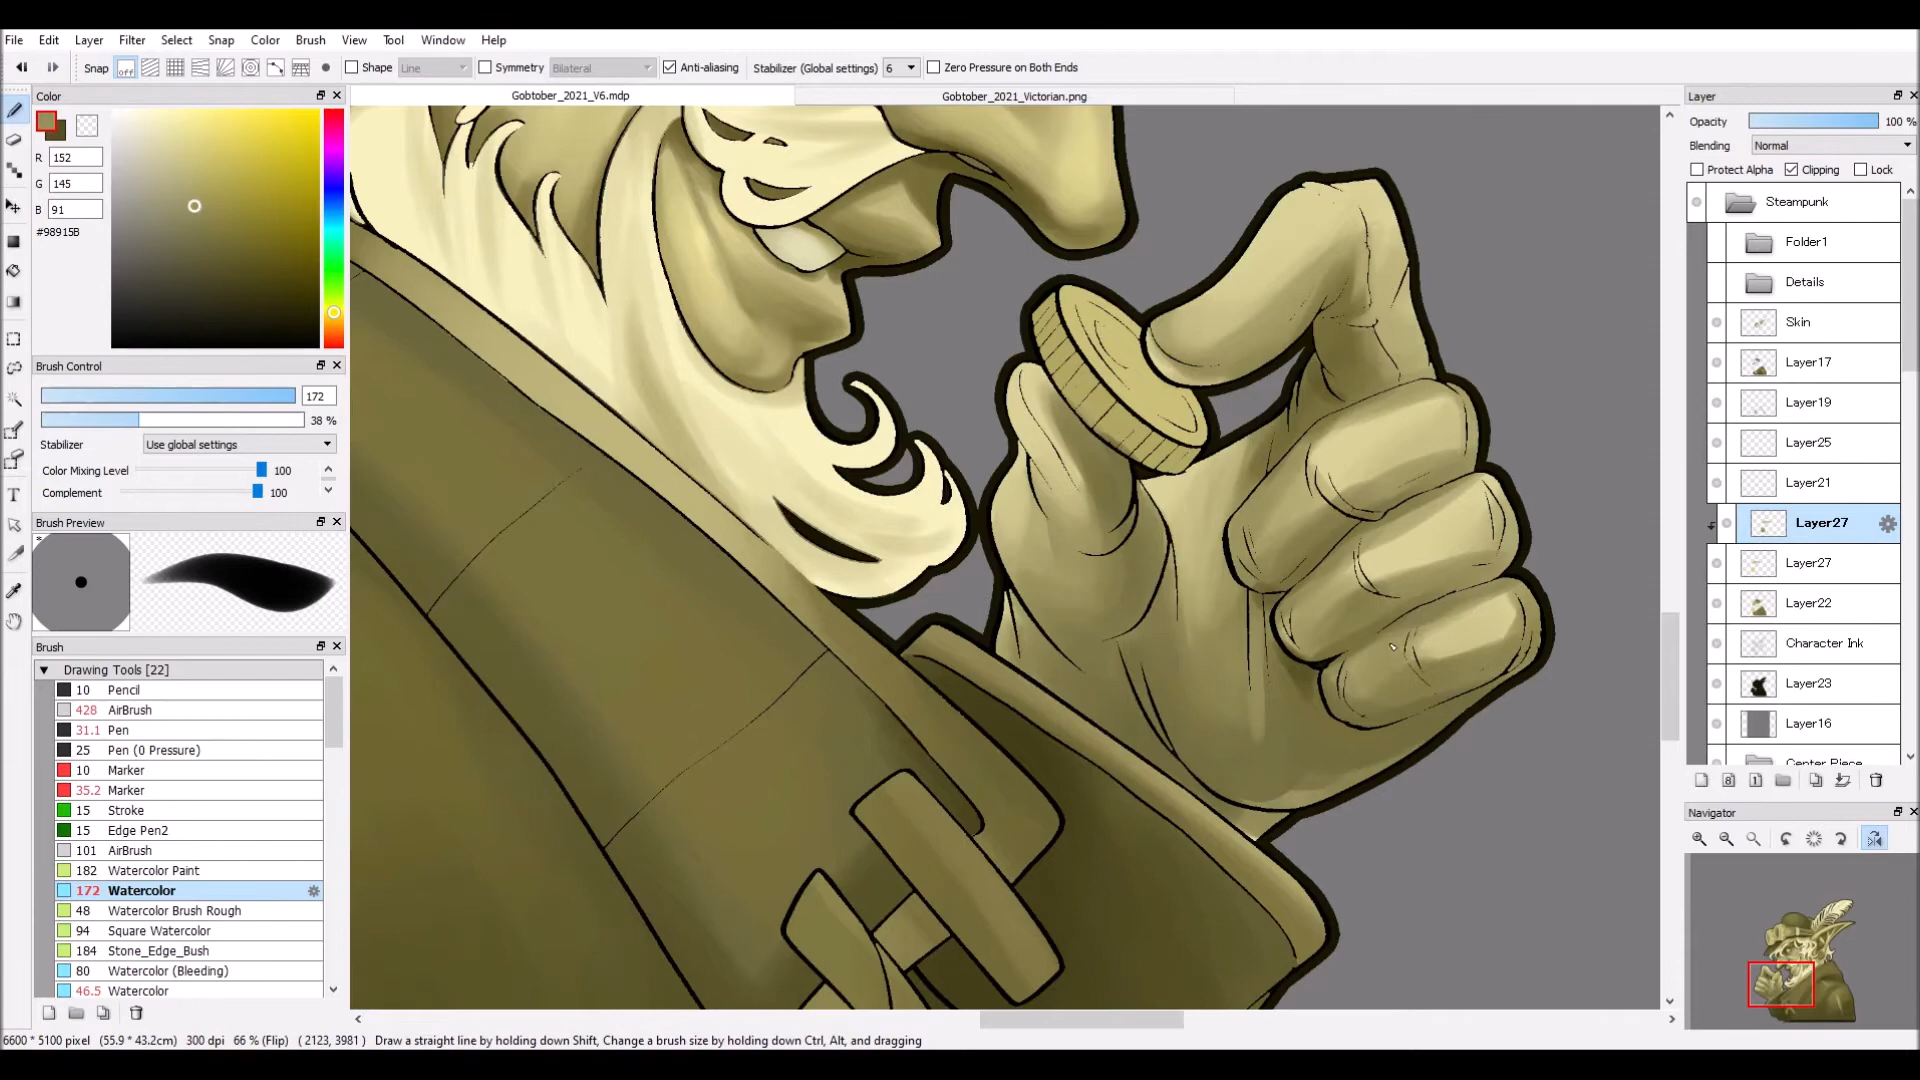 File Edit Layer Filter Select Snap Color Brush View Tool Window Help
Snap off Shape Line Symmetry Bilateral Anti-aliasing Stabilizer (Global settings) 6 Zero Pressure on Both Ends
Color
Gobtober_2021_V6.mdp
Gobtober_2021_Victorian.png
R 152
G 145
B 91
#98915B
Brush Control
172
38 %
Stabilizer Use global settings
Color Mixing Level 100
Complement 100
Brush Preview
Brush
Drawing Tools [22]
10 Pencil
428 AirBrush
31.1 Pen
25 Pen (0 Pressure)
10 Marker
35.2 Marker
15 Stroke
15 Edge Pen2
101 AirBrush
182 Watercolor Paint
172 Watercolor
48 Watercolor Brush Rough
94 Square Watercolor
184 Stone_Edge_Bush
80 Watercolor (Bleeding)
46.5 Watercolor
Layer
Opacity 100 %
Blending Normal
Protect Alpha Clipping Lock
Steampunk
Folder1
Details
Skin
Layer17
Layer19
Layer25
Layer21
Layer27
Layer27
Layer22
Character Ink
Layer23
Layer16
Center Piece
Navigator
6600 * 5100 pixel (55.9 * 43.2cm) 300 dpi 66 % (Flip) ( 2123, 3981 ) Draw a straight line by holding down Shift, Change a brush size by holding down Ctrl, Alt, and dragging